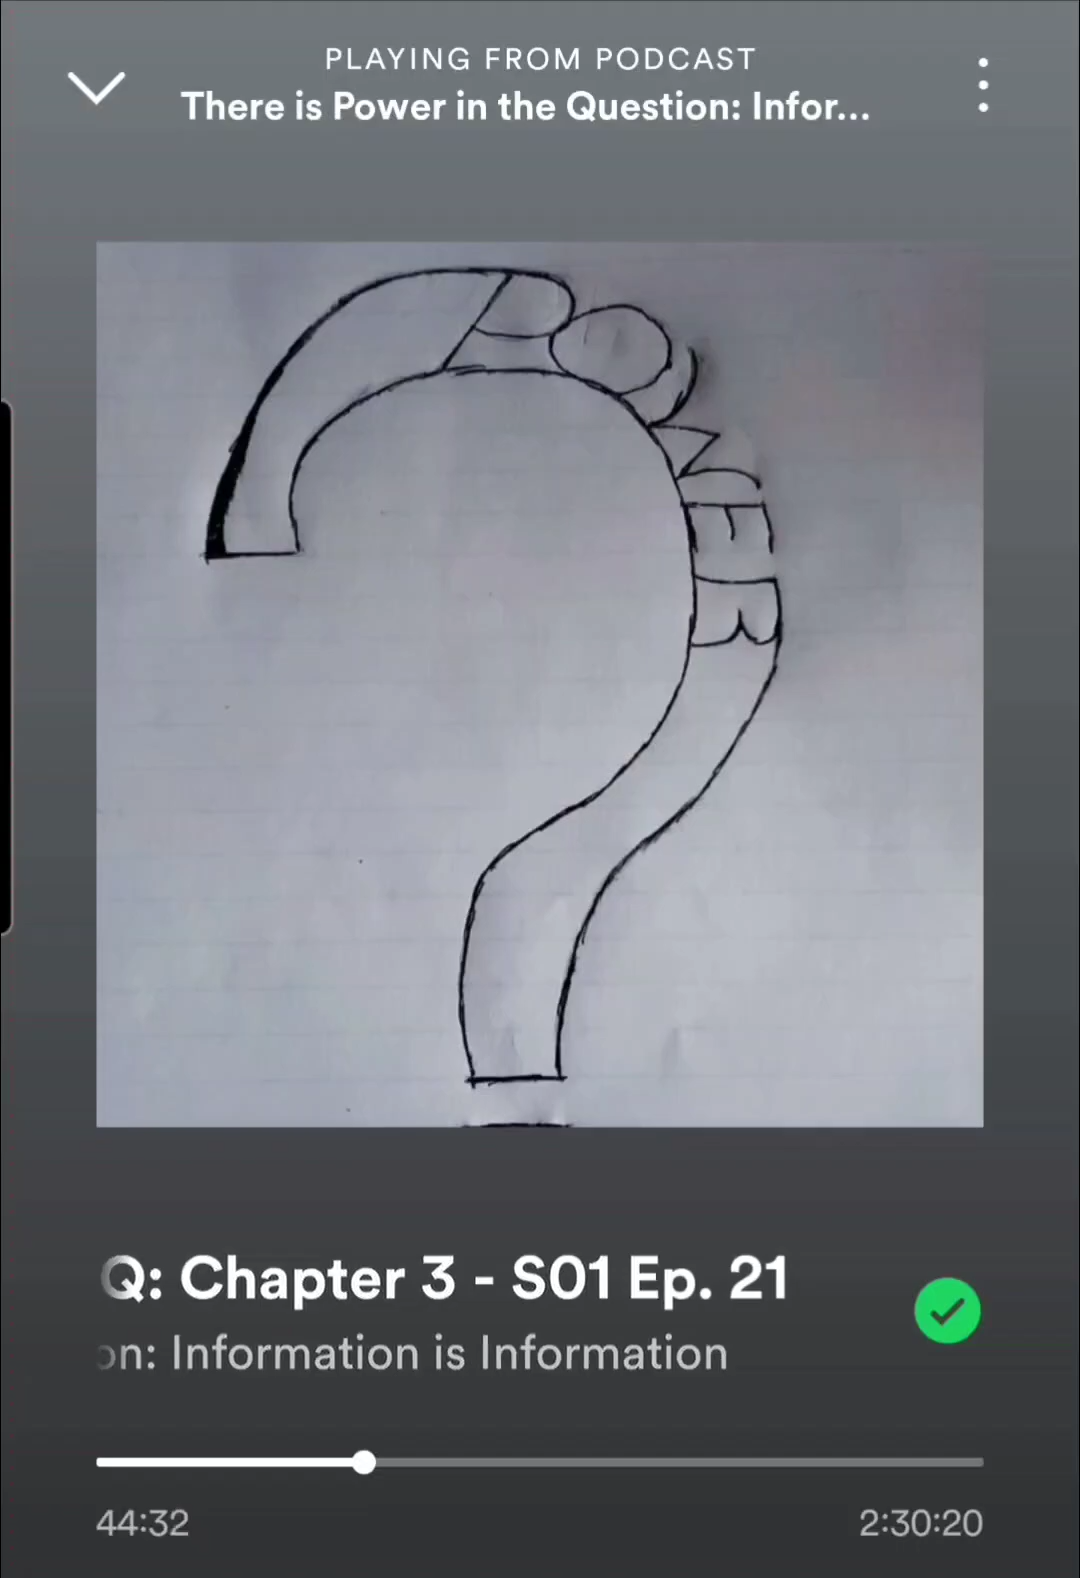 PLAYING FROM PODCAST
There is Power in the Question: Infor...
POWER
Q: Chapter 3 - S01 Ep. 21
on: Information is Information
44:32
2:30:20